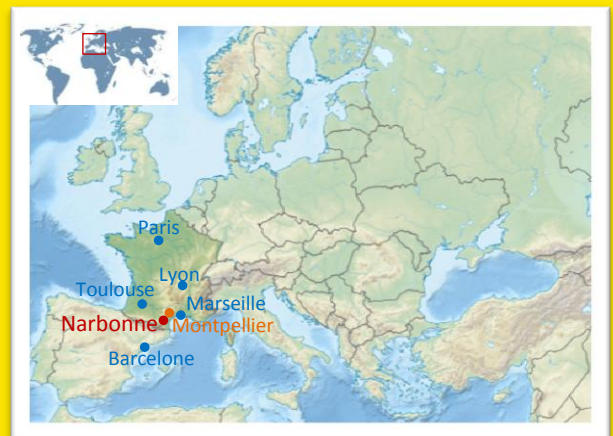 Paris
Lyon
Toulouse
Marseille
Narbonne
Montpellier
Barcelone